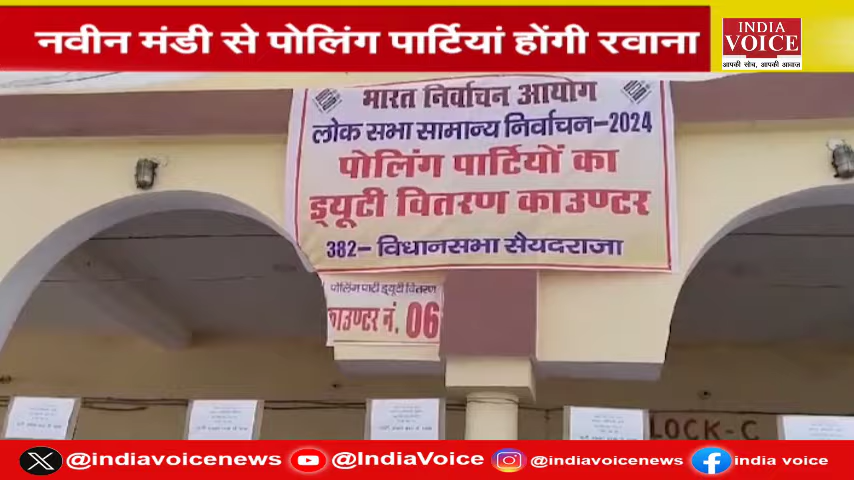 नवीन मंडी से पोलिंग पार्टियां होंगी रवाना
INDIA
VOICE
आपकी सोच, आपकी आवाज़
भारत निर्वाचन आयोग
लोक सभा सामान्य निर्वाचन-2024
पोलिंग पार्टियों का
ड्यूटी वितरण काउण्टर
382- विधानसभा सैयदराजा
पोलिंग पार्टी ड्यूटी वितरण
काउण्टर नं. 06
LOCK-C
@indiavoicenews
@IndiaVoice
@indiavoicenews
india voice